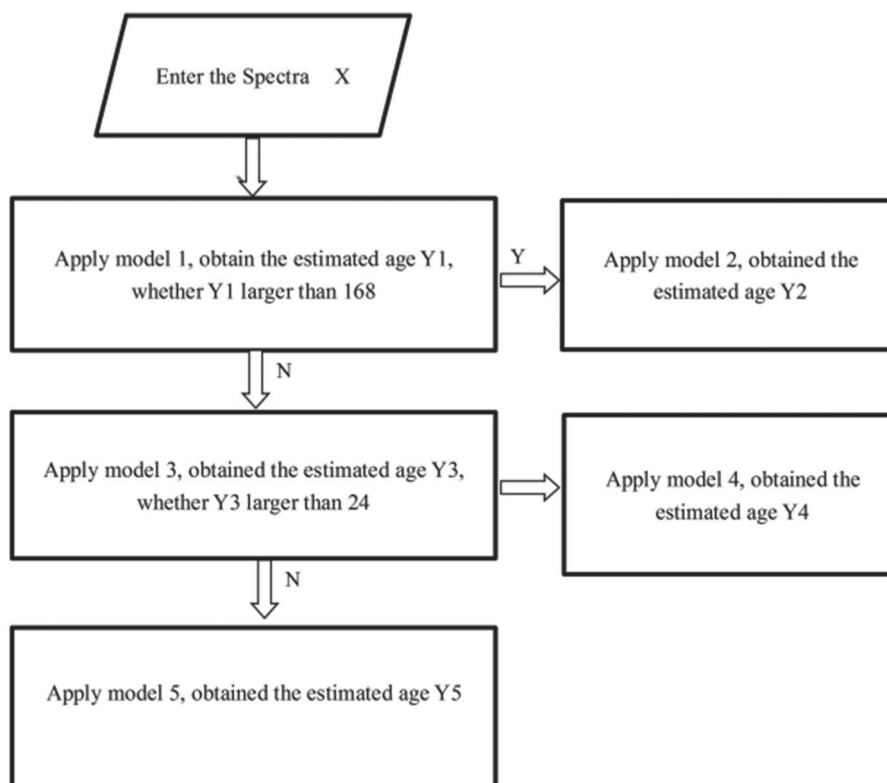 Enter the Spectra X
Apply model 1, obtain the estimated age Y1,
whether Y1 larger than 168
Y
Apply model 2, obtained the
estimated age Y2
N
Apply model 3, obtained the estimated age Y3,
whether Y3 larger than 24
Apply model 4, obtained the
estimated age Y4
N
Apply model 5, obtained the estimated age Y5